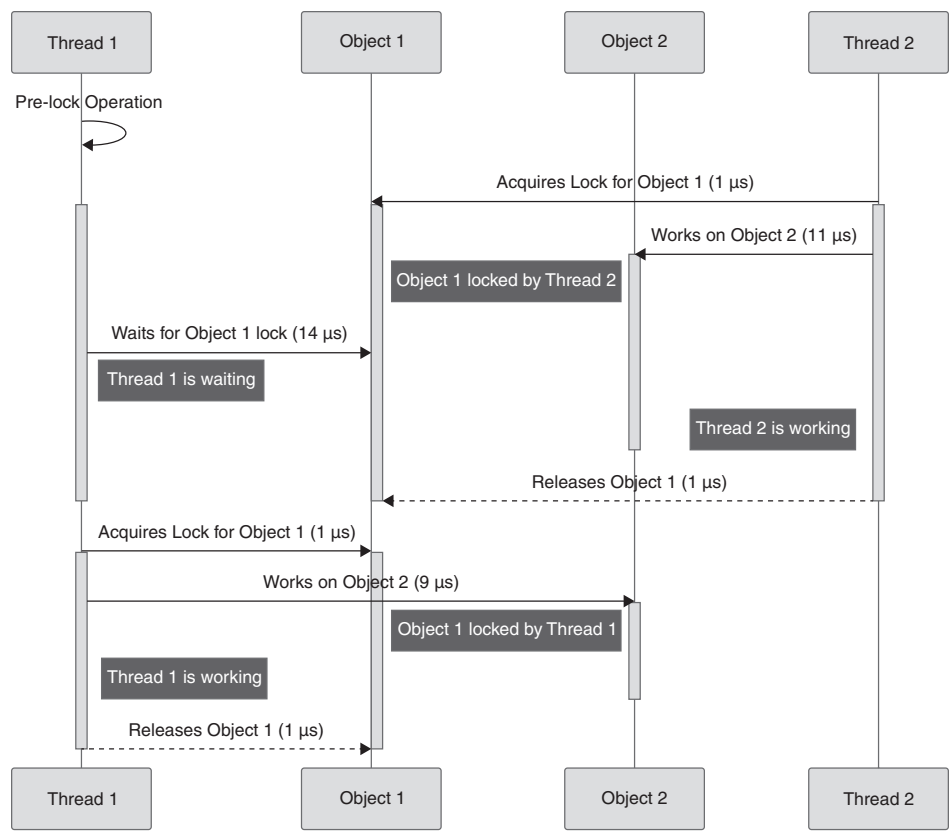 Thread 1
Object 1
Object 2
Thread 2
Pre-lock Operation
Acquires Lock for Object 1 (1 μs)
Works on Object 2 (11 μs)
Object 1 locked by Thread 2
Waits for Object 1 lock (14 μs)
Thread 1 is waiting
Thread 2 is working
Releases Object 1 (1 μs)
Acquires Lock for Object 1 (1 μs)
Works on Object 2 (9 μs)
Object 1 locked by Thread 1
Thread 1 is working
Releases Object 1 (1 μs)
Thread 1
Object 1
Object 2
Thread 2